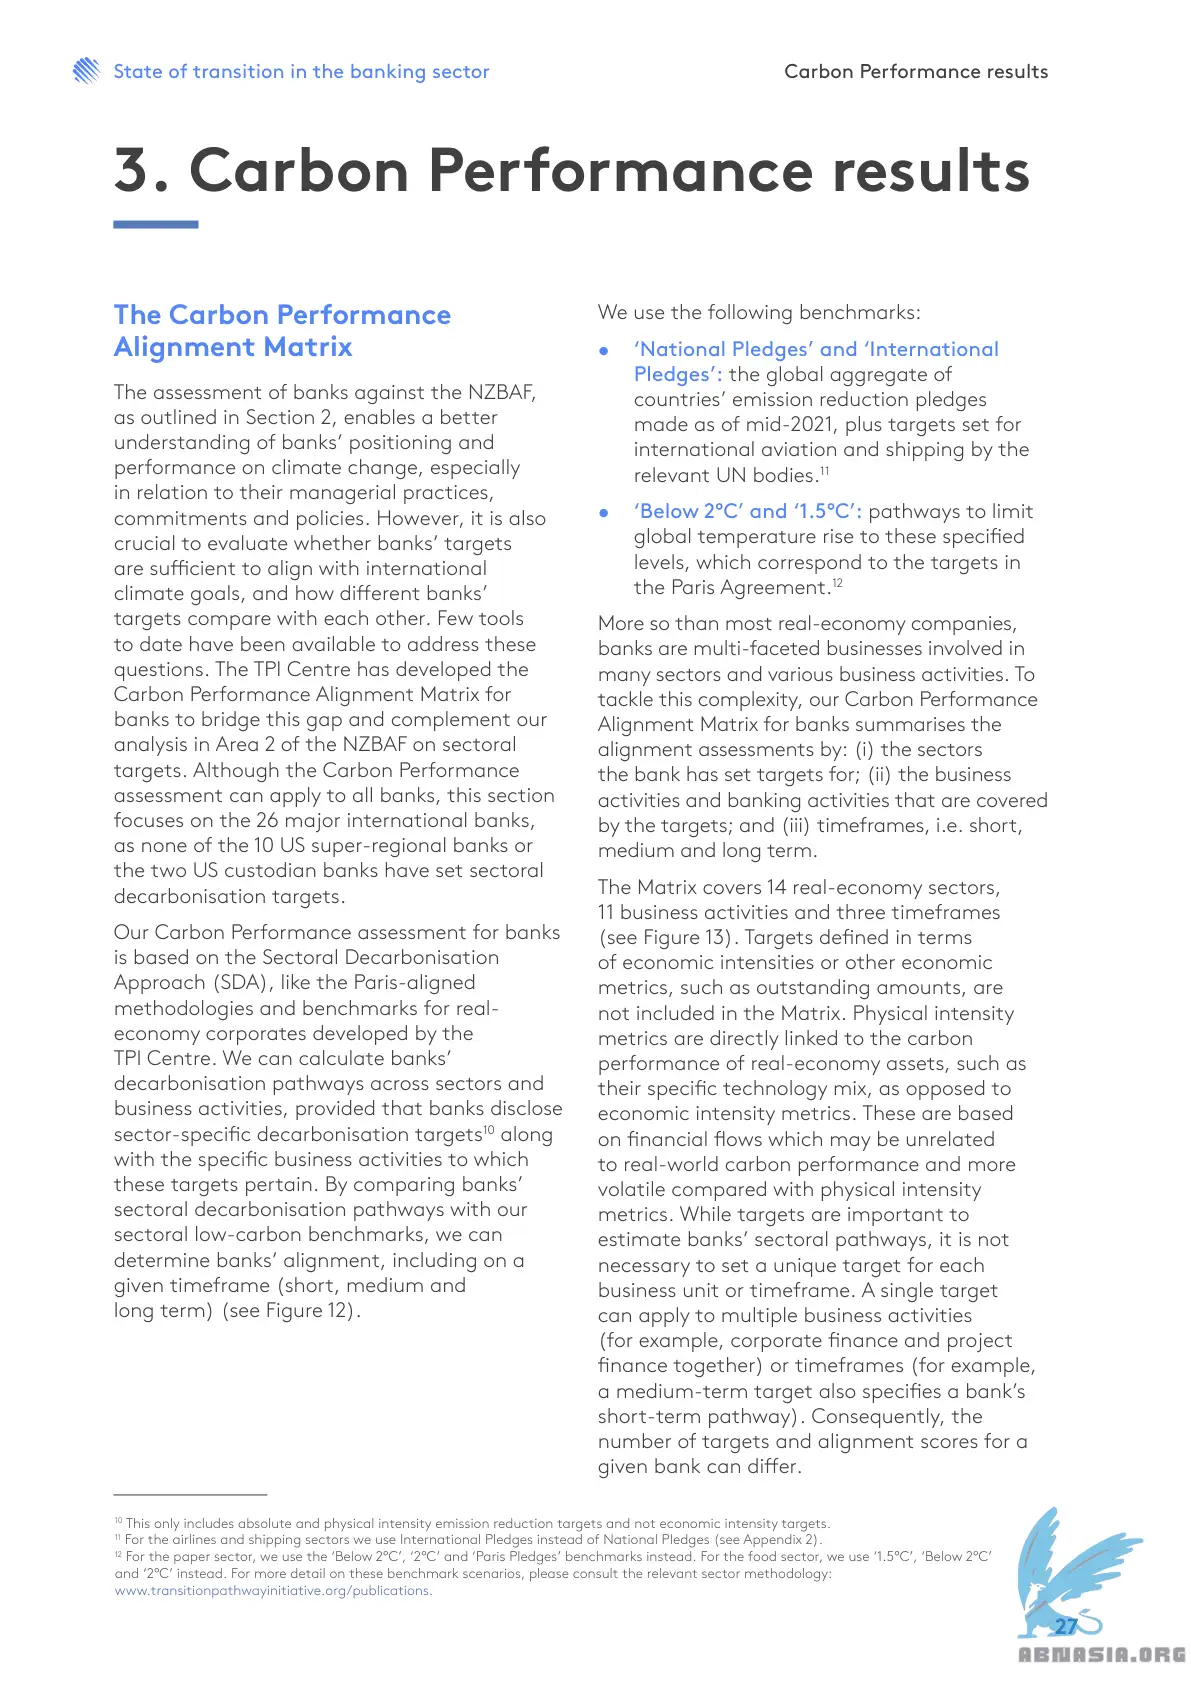 State of transition in the banking sector
Carbon Performance results
3. Carbon Performance results
The Carbon Performance
Alignment Matrix
The assessment of banks against the NZBAF,
as outlined in Section 2, enables a better
understanding of banks’ positioning and
performance on climate change, especially
in relation to their managerial practices,
commitments and policies. However, it is also
crucial to evaluate whether banks’ targets
are sufficient to align with international
climate goals, and how different banks’
targets compare with each other. Few tools
to date have been available to address these
questions. The TPI Centre has developed the
Carbon Performance Alignment Matrix for
banks to bridge this gap and complement our
analysis in Area 2 of the NZBAF on sectoral
targets. Although the Carbon Performance
assessment can apply to all banks, this section
focuses on the 26 major international banks,
as none of the 10 US super-regional banks or
the two US custodian banks have set sectoral
decarbonisation targets.
Our Carbon Performance assessment for banks
is based on the Sectoral Decarbonisation
Approach (SDA), like the Paris-aligned
methodologies and benchmarks for real-
economy corporates developed by the
TPI Centre. We can calculate banks’
decarbonisation pathways across sectors and
business activities, provided that banks disclose
sector-specific decarbonisation targets¹⁰ along
with the specific business activities to which
these targets pertain. By comparing banks’
sectoral decarbonisation pathways with our
sectoral low-carbon benchmarks, we can
determine banks’ alignment, including on a
given timeframe (short, medium and
long term) (see Figure 12).
We use the following benchmarks:
• ‘National Pledges’ and ‘International
Pledges’: the global aggregate of
countries’ emission reduction pledges
made as of mid-2021, plus targets set for
international aviation and shipping by the
relevant UN bodies.¹¹
• ‘Below 2°C’ and ‘1.5°C’: pathways to limit
global temperature rise to these specified
levels, which correspond to the targets in
the Paris Agreement.¹²
More so than most real-economy companies,
banks are multi-faceted businesses involved in
many sectors and various business activities. To
tackle this complexity, our Carbon Performance
Alignment Matrix for banks summarises the
alignment assessments by: (i) the sectors
the bank has set targets for; (ii) the business
activities and banking activities that are covered
by the targets; and (iii) timeframes, i.e. short,
medium and long term.
The Matrix covers 14 real-economy sectors,
11 business activities and three timeframes
(see Figure 13). Targets defined in terms
of economic intensities or other economic
metrics, such as outstanding amounts, are
not included in the Matrix. Physical intensity
metrics are directly linked to the carbon
performance of real-economy assets, such as
their specific technology mix, as opposed to
economic intensity metrics. These are based
on financial flows which may be unrelated
to real-world carbon performance and more
volatile compared with physical intensity
metrics. While targets are important to
estimate banks’ sectoral pathways, it is not
necessary to set a unique target for each
business unit or timeframe. A single target
can apply to multiple business activities
(for example, corporate finance and project
finance together) or timeframes (for example,
a medium-term target also specifies a bank’s
short-term pathway). Consequently, the
number of targets and alignment scores for a
given bank can differ.
¹⁰ This only includes absolute and physical intensity emission reduction targets and not economic intensity targets.
¹¹ For the airlines and shipping sectors we use International Pledges instead of National Pledges (see Appendix 2).
¹² For the paper sector, we use the ‘Below 2°C’, ‘2°C’ and ‘Paris Pledges’ benchmarks instead. For the food sector, we use ‘1.5°C’, ‘Below 2°C’
and ‘2°C’ instead. For more detail on these benchmark scenarios, please consult the relevant sector methodology:
www.transitionpathwayinitiative.org/publications.
27
ABNASIA.ORG